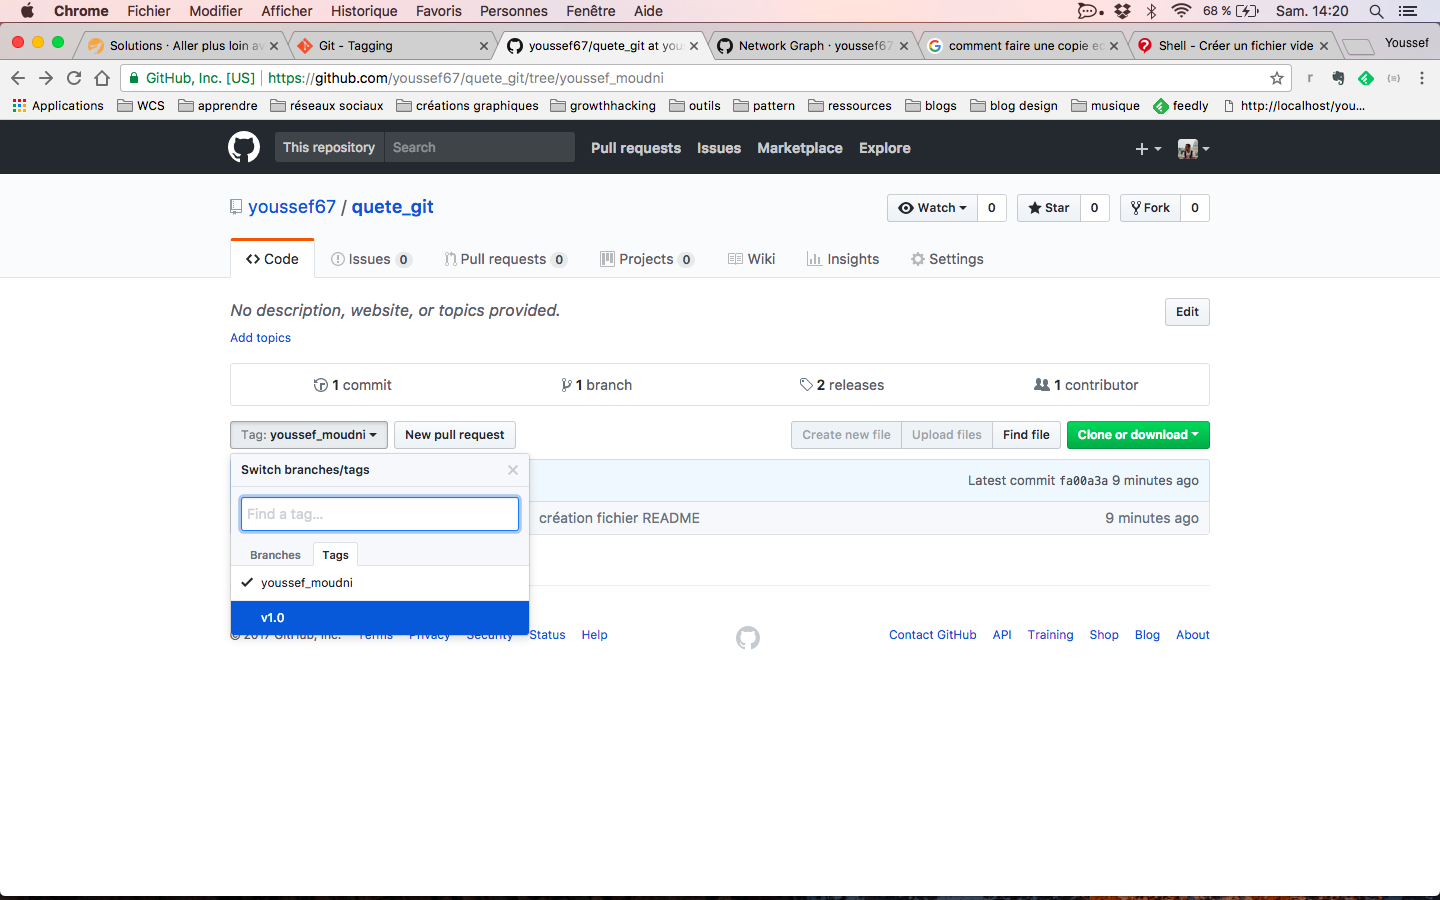 Chrome Fichier Modifier Afficher Historique Favoris Personnes Fenêtre Aide 68 % Sam. 14:20
Solutions · Aller plus loin av Git - Tagging youssef67/quete_git at you Network Graph · youssef67 comment faire une copie ec Shell - Créer un fichier vide Youssef
GitHub, Inc. [US] https://github.com/youssef67/quete_git/tree/youssef_moudni
Applications WCS apprendre réseaux sociaux créations graphiques growthhacking outils pattern ressources blogs blog design musique feedly http://localhost/you...
This repository Search Pull requests Issues Marketplace Explore
youssef67 / quete_git
Watch 0 Star 0 Fork 0
Code Issues 0 Pull requests 0 Projects 0 Wiki Insights Settings
No description, website, or topics provided.
Edit
Add topics
1 commit 1 branch 2 releases 1 contributor
Tag: youssef_moudni New pull request Create new file Upload files Find file Clone or download
Switch branches/tags
Latest commit fa00a3a 9 minutes ago
Find a tag...
création fichier README 9 minutes ago
Branches Tags
youssef_moudni
v1.0
© 2017 GitHub, Inc. Terms Privacy Security Status Help Contact GitHub API Training Shop Blog About